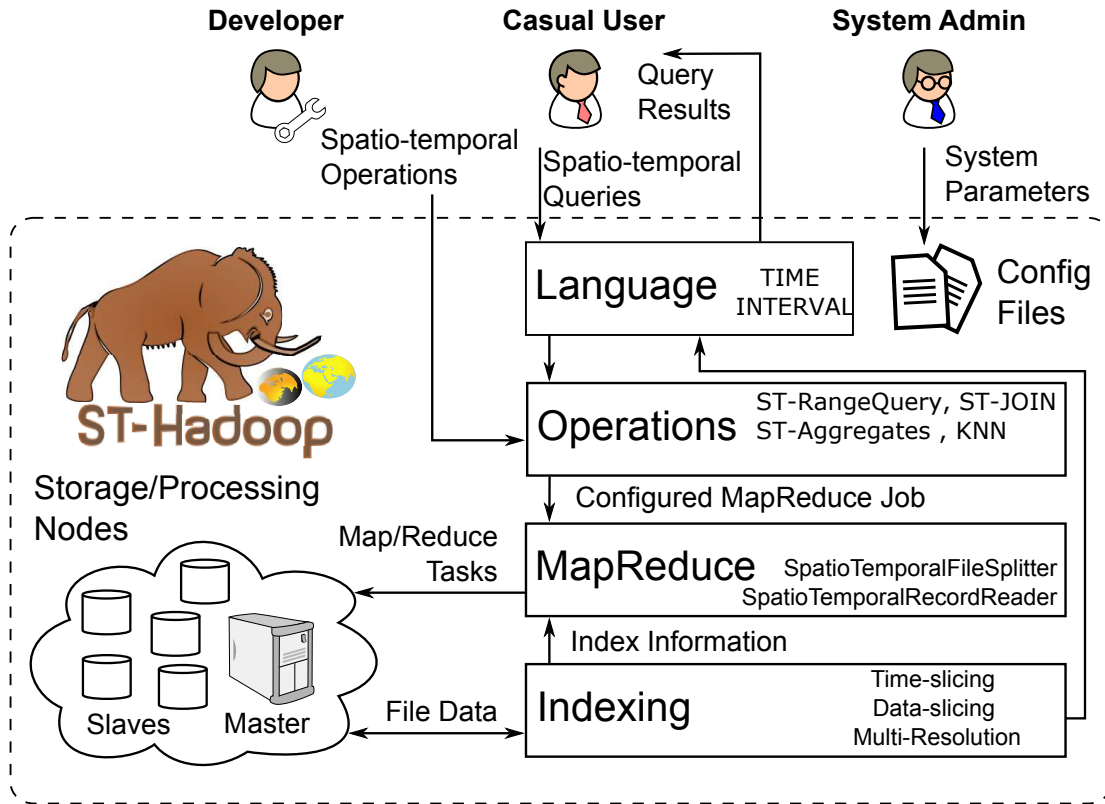 Developer
Casual User
System Admin
Query
Results
Spatio-temporal
Operations
Spatio-temporal
Queries
System
Parameters
Language
TIME
INTERVAL
Config
Files
ST-Hadoop
Operations
ST-RangeQuery, ST-JOIN
ST-Aggregates , KNN
Storage/Processing
Nodes
Configured MapReduce Job
Map/Reduce
Tasks
MapReduce
SpatioTemporalFileSplitter
SpatioTemporalRecordReader
Index Information
Slaves
Master
File Data
Indexing
Time-slicing
Data-slicing
Multi-Resolution